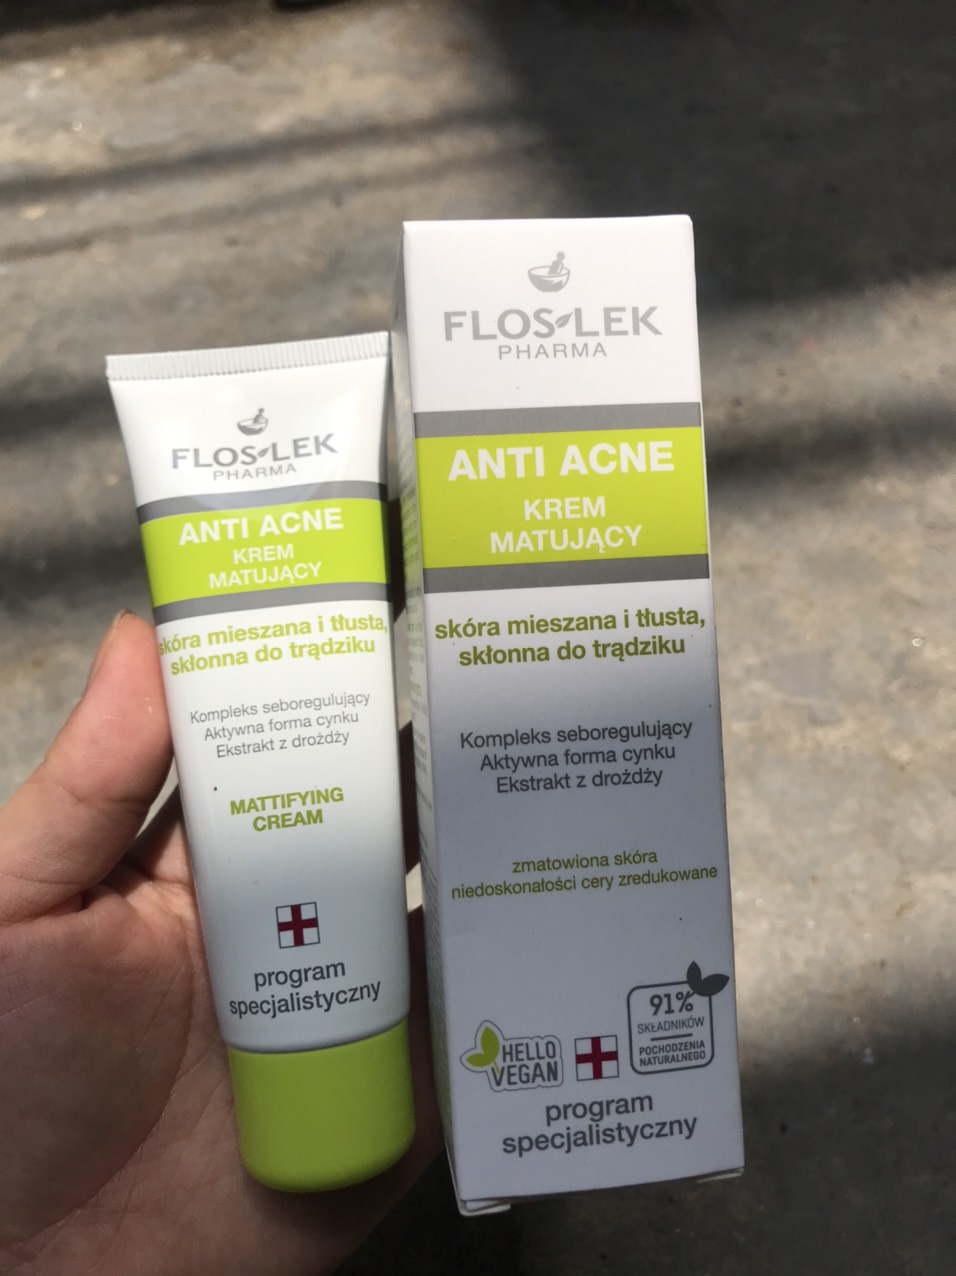 FLOS-LEK
PHARMA
ANTI ACNE
KREM
MATUJĄCY
skóra mieszana i tłusta,
skłonna do trądziku
Kompleks seboregulujący
Aktywna forma cynku
Ekstrakt z drożdży
MATTIFYING
CREAM
program
specjalistyczny
FLOS-LEK
PHARMA
ANTI ACNE
KREM
MATUJĄCY
skóra mieszana i tłusta,
skłonna do trądziku
Kompleks seboregulujący
Aktywna forma cynku
Ekstrakt z drożdży
zmatowiona skóra
niedoskonałości cery zredukowane
HELLO
VEGAN
91%
SKŁADNIKÓW
POCHODZENIA
NATURALNEGO
program
specjalistyczny